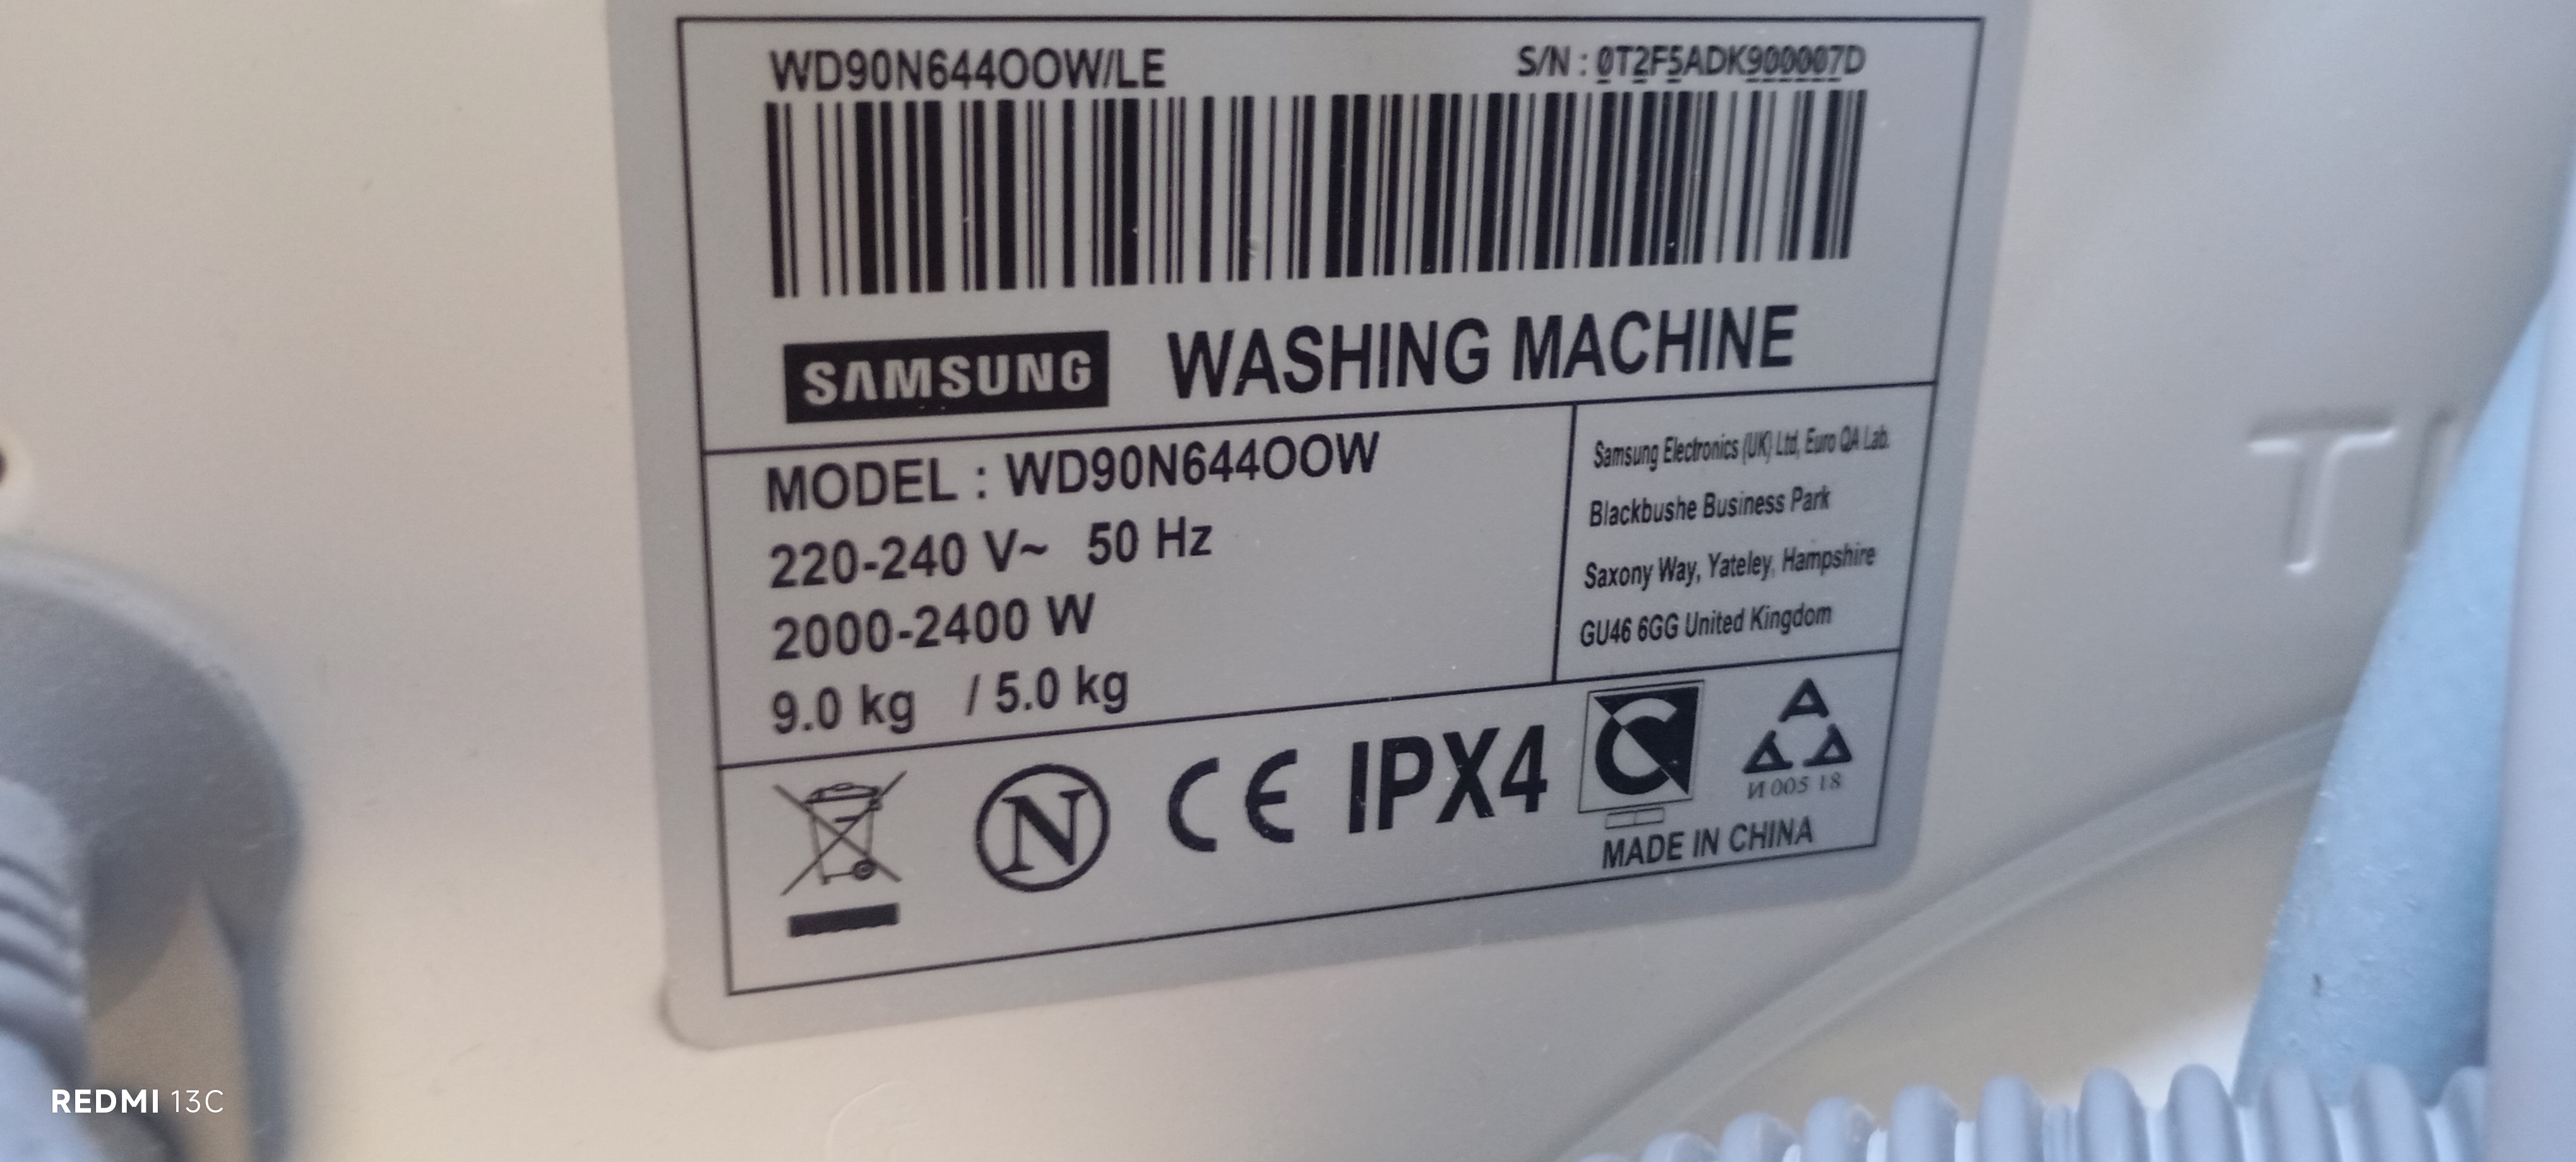 WD90N644OOW/LE
S/N : 0T2F5ADK900007D
SAMSUNG WASHING MACHINE
MODEL : WD90N644OOW
220-240 V~ 50 Hz
2000-2400 W
9.0 kg / 5.0 kg
Samsung Electronics (UK) Ltd, Euro QA Lab.
Blackbushe Business Park
Saxony Way, Yateley, Hampshire
GU46 6GG United Kingdom
N CE IPX4
И 005 18
MADE IN CHINA
REDMI 13C